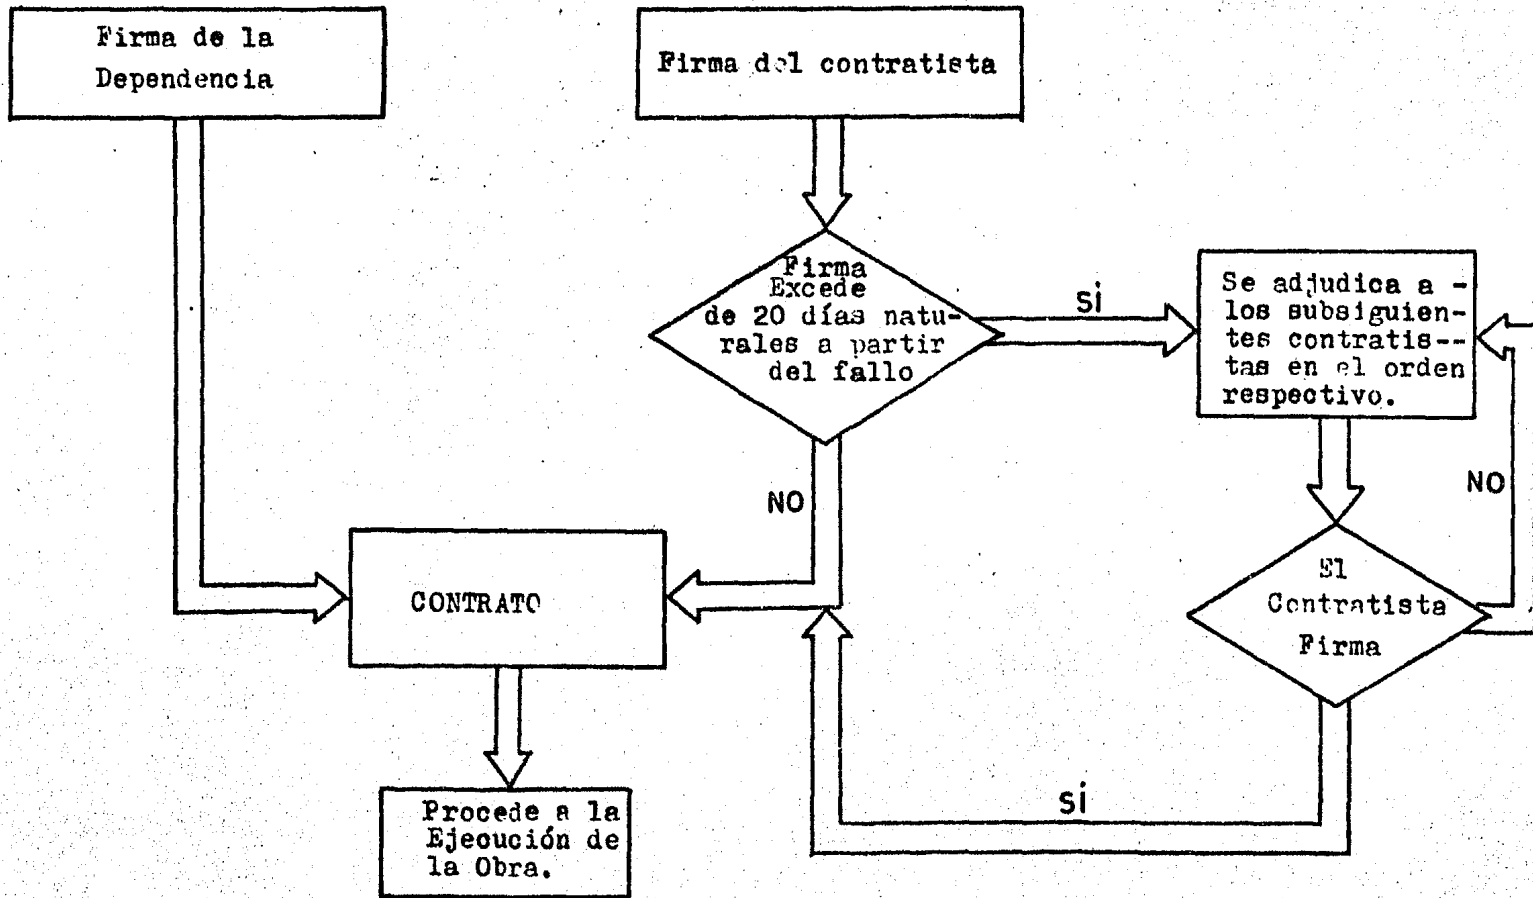 Firma de la
Dependencia
Firma del contratista
Firma
Excede
de 20 días natu-
rales a partir
del fallo
si
Se adjudica a -
los subsiguien-
tes contratis--
tas en el orden
respectivo.
NO
NO
El
Contratista
Firma
CONTRATO
si
Procede a la
Ejecución de
la Obra.